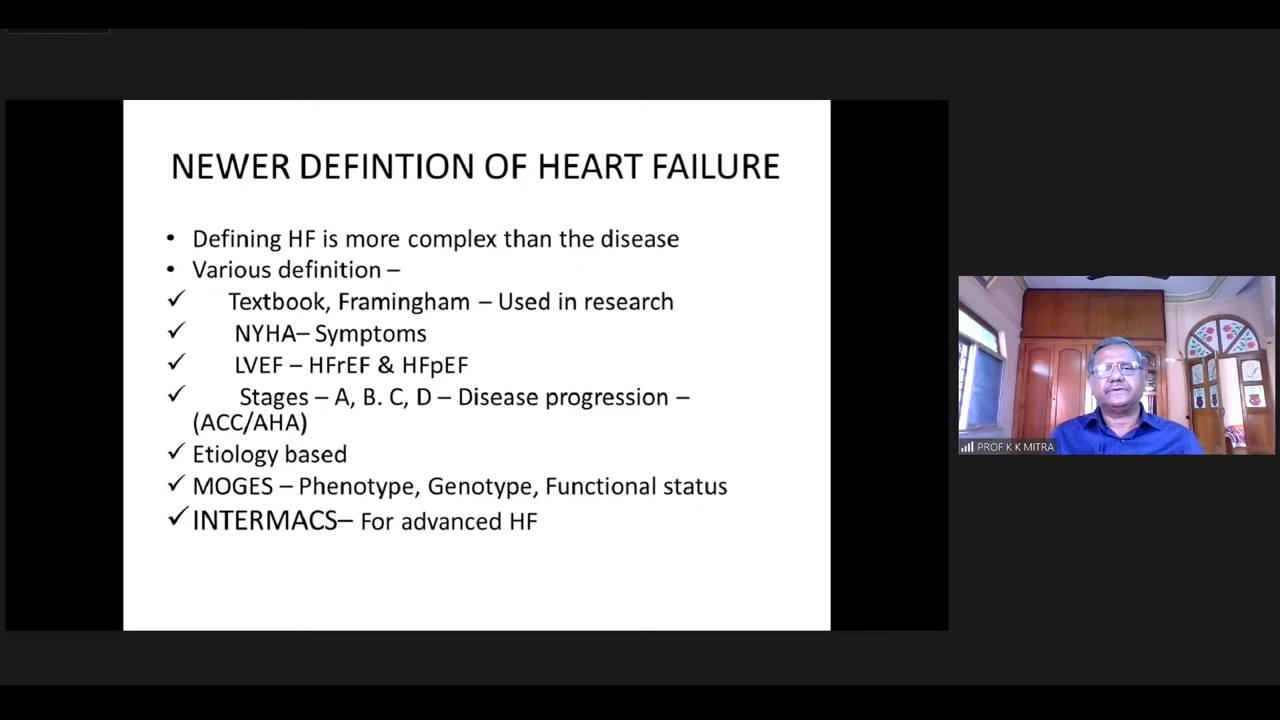 NEWER DEFINTION OF HEART FAILURE
• Defining HF is more complex than the disease
• Various definition –
✓ Textbook, Framingham – Used in research
✓ NYHA– Symptoms
✓ LVEF – HFrEF & HFpEF
✓ Stages – A, B. C, D – Disease progression –
(ACC/AHA)
✓ Etiology based
✓ MOGES – Phenotype, Genotype, Functional status
✓ INTERMACS– For advanced HF
PROF K K MITRA